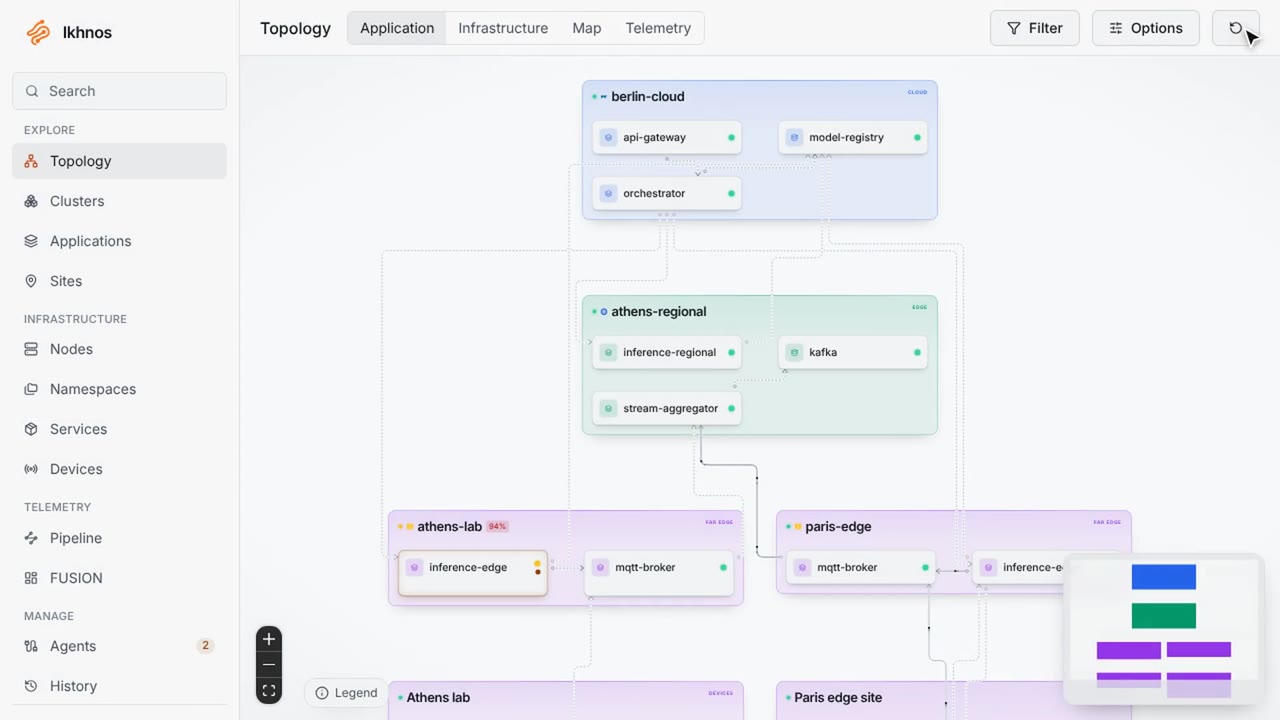 Ikhnos
Topology
Application
Infrastructure
Map
Telemetry
Filter
Options
Search
EXPLORE
Topology
Clusters
Applications
Sites
INFRASTRUCTURE
Nodes
Namespaces
Services
Devices
TELEMETRY
Pipeline
FUSION
MANAGE
Agents
2
History
berlin-cloud
CLOUD
api-gateway
model-registry
orchestrator
athens-regional
EDGE
inference-regional
kafka
stream-aggregator
athens-lab
94%
FAR EDGE
inference-edge
mqtt-broker
paris-edge
FAR EDGE
mqtt-broker
inference-e
Athens lab
DEVICES
Paris edge site
Legend